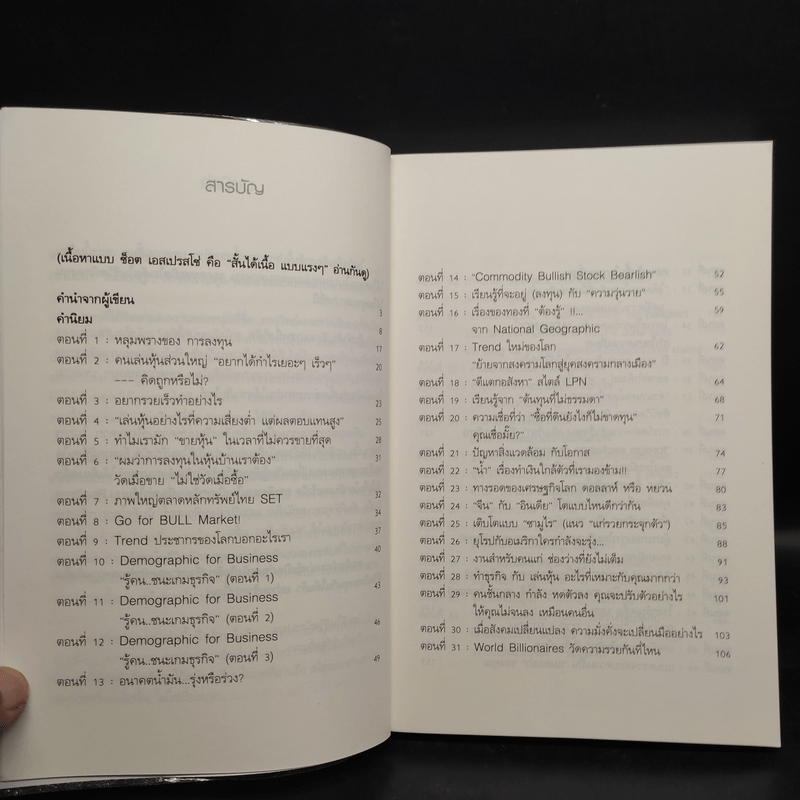 สารบัญ
(เนื้อหาแบบ ช็อต เอสเปรสโซ่ คือ "สั้นได้เนื้อ แบบแรงๆ" อ่านกันดู)
คำนำจากผู้เขียน 3
คำนิยม 8
ตอนที่ 1 : หลุมพรางของ การลงทุน 17
ตอนที่ 2 : คนเล่นหุ้นส่วนใหญ่ "อยากได้กำไรเยอะๆ เร็วๆ" 20
--- คิดถูกหรือไม่?
ตอนที่ 3 : อยากรวยเร็วทำอย่างไร 23
ตอนที่ 4 : "เล่นหุ้นอย่างไรที่ความเสี่ยงต่ำ แต่ผลตอบแทนสูง" 25
ตอนที่ 5 : ทำไมเรามัก "ขายหุ้น" ในเวลาที่ไม่ควรขายที่สุด 28
ตอนที่ 6 : "ผมว่าการลงทุนในหุ้นบ้านเราต้อง" 31
วัดเมื่อขาย "ไม่ใช่วัดเมื่อซื้อ"
ตอนที่ 7 : ภาพใหญ่ตลาดหลักทรัพย์ไทย SET 32
ตอนที่ 8 : Go for BULL Market! 34
ตอนที่ 9 : Trend ประชากรของโลกบอกอะไรเรา 37
ตอนที่ 10 : Demographic for Business 40
"รู้คน..ชนะเกมธุรกิจ" (ตอนที่ 1)
ตอนที่ 11 : Demographic for Business 43
"รู้คน..ชนะเกมธุรกิจ" (ตอนที่ 2)
ตอนที่ 12 : Demographic for Business 46
"รู้คน..ชนะเกมธุรกิจ" (ตอนที่ 3)
ตอนที่ 13 : อนาคตน้ำมัน...รุ่งหรือร่วง? 49
ตอนที่ 14 : "Commodity Bullish Stock Bearlish" 52
ตอนที่ 15 : เรียนรู้ที่จะอยู่ (ลงทุน) กับ "ความวุ่นวาย" 55
ตอนที่ 16 : เรื่องของทองที่ "ต้องรู้" !!... 59
จาก National Geographic
ตอนที่ 17 : Trend ใหม่ของโลก 62
"ย้ายจากสงครามโลกสู่ยุคสงครามกลางเมือง"
ตอนที่ 18 : "ตีแตกอสังหา" สไตล์ LPN 64
ตอนที่ 19 : เรียนรู้จาก "ต้นทุนที่ไม่ธรรมดา" 68
ตอนที่ 20 : ความเชื่อที่ว่า "ซื้อที่ดินยังไงก็ไม่ขาดทุน" 71
คุณเชื่อมั๊ย?"
ตอนที่ 21 : ปัญหาสิ่งแวดล้อม กับโอกาส 74
ตอนที่ 22 : "น้ำ" เรื่องทำเงินใกล้ตัวที่เรามองข้าม!! 77
ตอนที่ 23 : ทางรอดของเศรษฐกิจโลก ดอลลาห์ หรือ หยวน 80
ตอนที่ 24 : "จีน" กับ "อินเดีย" โตแบบไหนดีกว่ากัน 83
ตอนที่ 25 : เติบโตแบบ "ซามูไร" (แนว "แก่รวยกระจุกตัว") 85
ตอนที่ 26 : ยุโรปกับอเมริกาใครกำลังจะรุ่ง... 88
ตอนที่ 27 : งานสำหรับคนแก่ ช่องว่างที่ยังไม่เต็ม 91
ตอนที่ 28 : ทำธุรกิจ กับ เล่นหุ้น อะไรที่เหมาะกับคุณมากกว่า 93
ตอนที่ 29 : คนชั้นกลาง กำลัง หดตัวลง คุณจะปรับตัวอย่างไร 101
ให้คุณไม่จนลง เหมือนคนอื่น
ตอนที่ 30 : เมื่อสังคมเปลี่ยนแปลง ความมั่งคั่งจะเปลี่ยนมืออย่างไร 103
ตอนที่ 31 : World Billionaires วัดความรวยกันที่ไหน 106